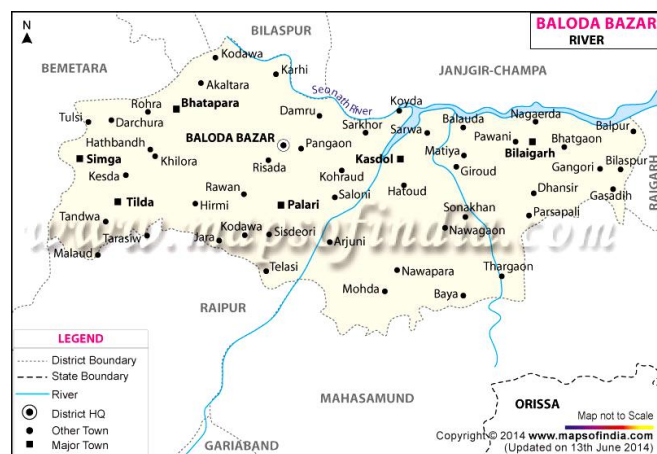 N
BALODA BAZAR
RIVER
BILASPUR
BEMETARA
JANJGIR-CHAMPA
Kodawa
Karhi
Akaltara
Seonath River
Koyda
Rohra
Bhatapara
Damru
Nagaerda
Tulsi
Darchura
Sarkhor
Sarwa
Balauda
Balpur
Hathbandh
BALODA BAZAR
Pangaon
Pawani
Bhatgaon
Simga
Khilora
Risada
Kasdol
Matiya
Bilaigarh
Kesda
Kohraud
Giroud
Gangori
Bilaspur
RAIGARH
Rawan
Hatoud
Dhansir
Tilda
Hirmi
Palari
Saloni
Gasadih
Sonakhan
Parsapali
Tandwa
Kodawa
Tarasiw
Jara
Sisdeori
Arjuni
Nawagaon
www.mapsofindia.com
Malaud
Telasi
Nawapara
Thargaon
Mohda
Baya
RAIPUR
LEGEND
District Boundary
State Boundary
River
District HQ
Other Town
Major Town
MAHASAMUND
GARIABAND
ORISSA
Map not to Scale
Copyright © 2014 www.mapsofindia.com
(Updated on 13th June 2014)